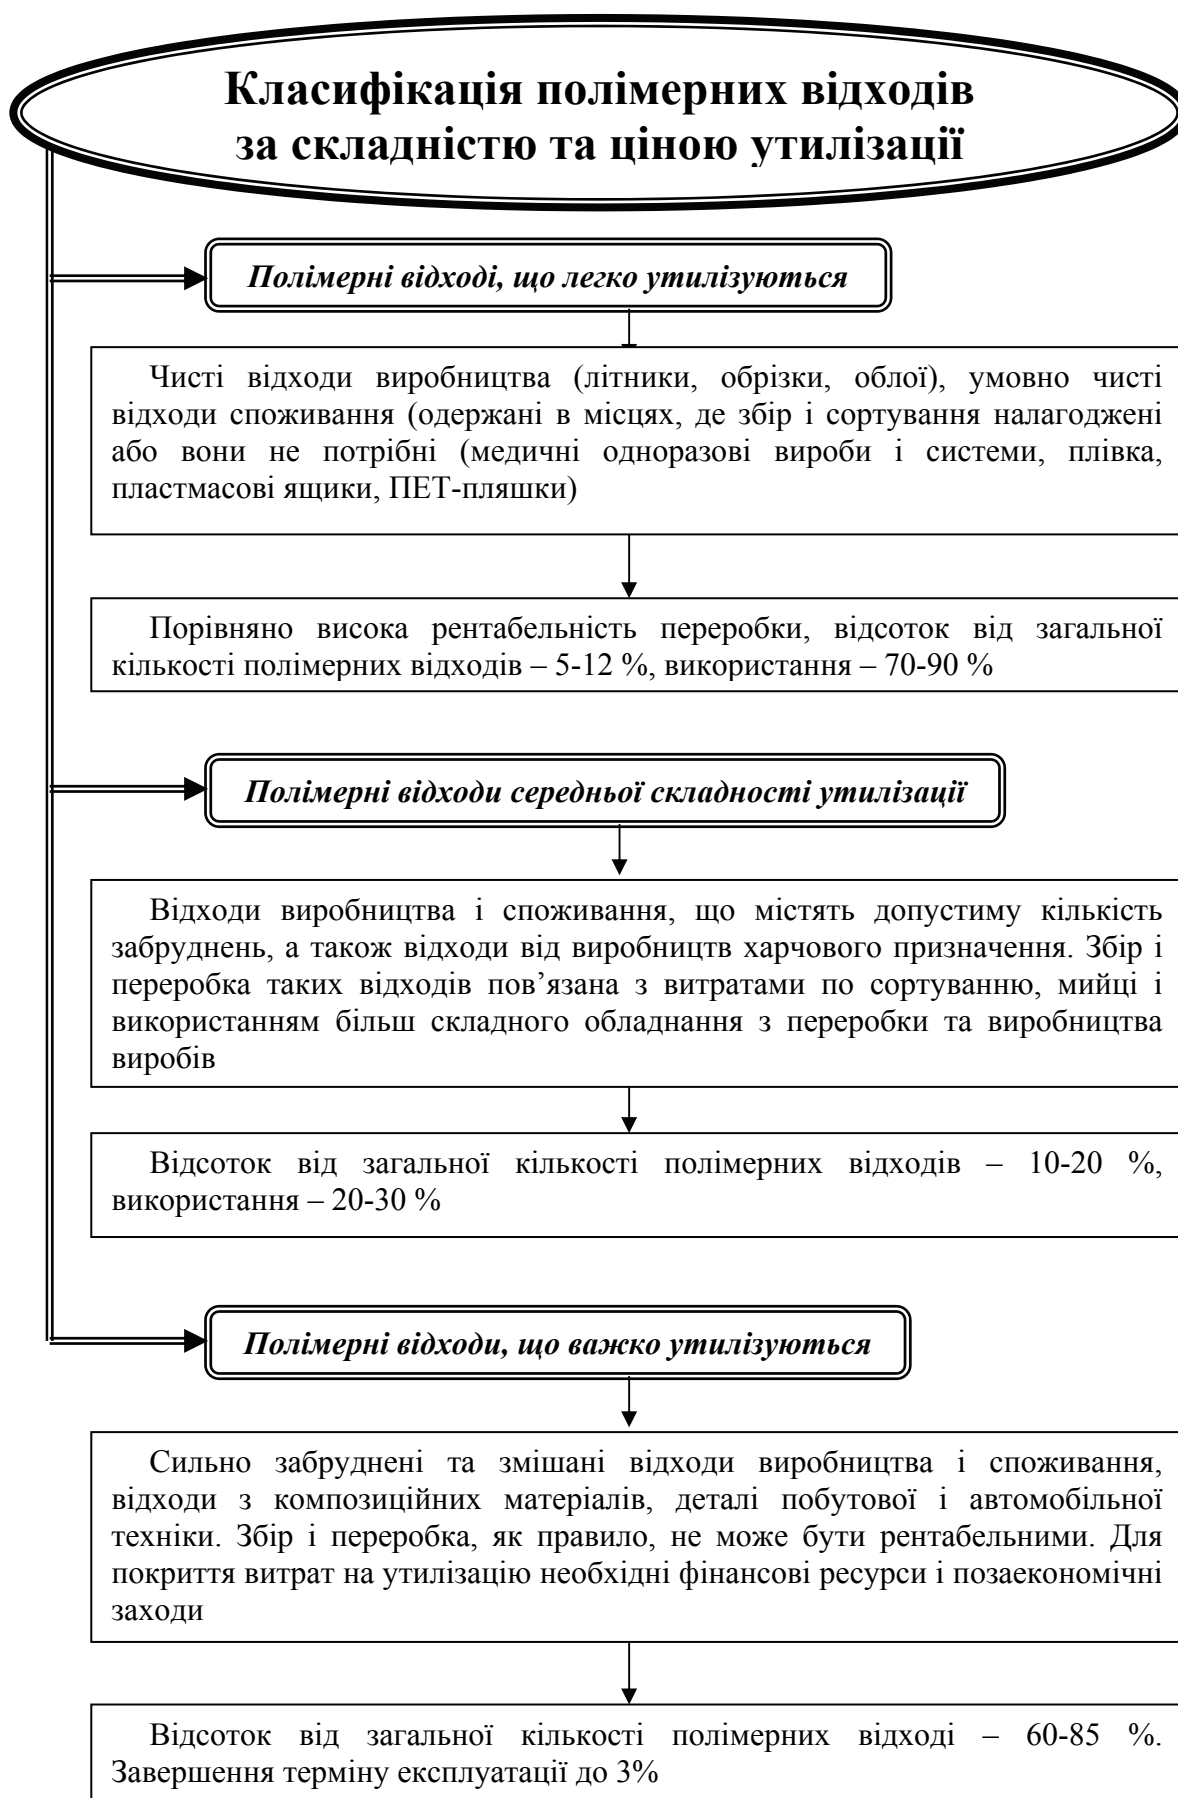 Класифікація полімерних відходів
за складністю та ціною утилізації
Полімерні відході, що легко утилізуються
Чисті відходи виробництва (літники, обрізки, облої), умовно чисті
відходи споживання (одержані в місцях, де збір і сортування налагоджені
або вони не потрібні (медичні одноразові вироби і системи, плівка,
пластмасові ящики, ПЕТ-пляшки)
Порівняно висока рентабельність переробки, відсоток від загальної
кількості полімерних відходів – 5-12 %, використання – 70-90 %
Полімерні відходи середньої складності утилізації
Відходи виробництва і споживання, що містять допустиму кількість
забруднень, а також відходи від виробництв харчового призначення. Збір і
переработка таких відходів пов’язана з витратами по сортуванню, мийці і
використанням більш складного обладнання з переробки та виробництва
виробів
Відсоток від загальної кількості полімерних відходів – 10-20 %,
використання – 20-30 %
Полімерні відходи, що важко утилізуються
Сильно забруднені та змішані відходи виробництва і споживання,
відходи з композиційних матеріалів, деталі побутової і автомобільної
техніки. Збір і переробка, як правило, не може бути рентабельними. Для
покриття витрат на утилізацію необхідні фінансові ресурси і позаекономічні
заходи
Відсоток від загальної кількості полімерних відході – 60-85 %.
Завершення терміну експлуатації до 3%